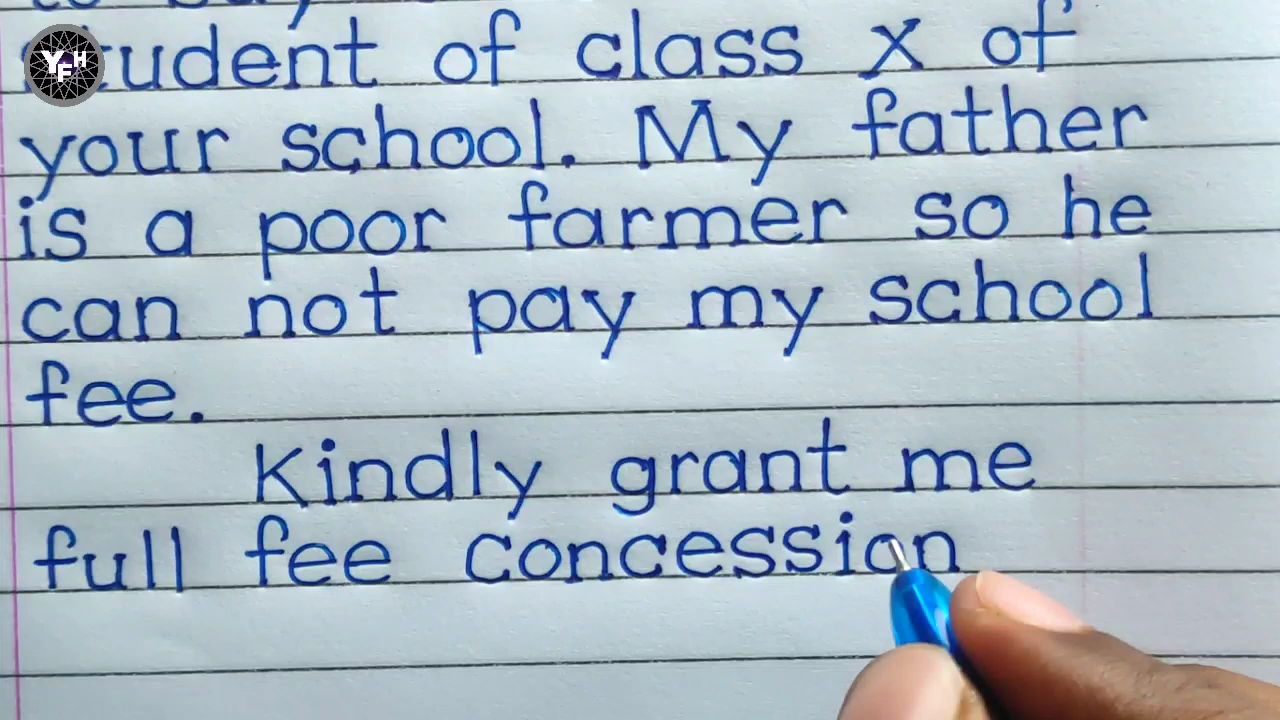 student of class x of
your school. My father
is a poor farmer so he
can not pay my school
fee.
Kindly grant me
full fee concession
YFH